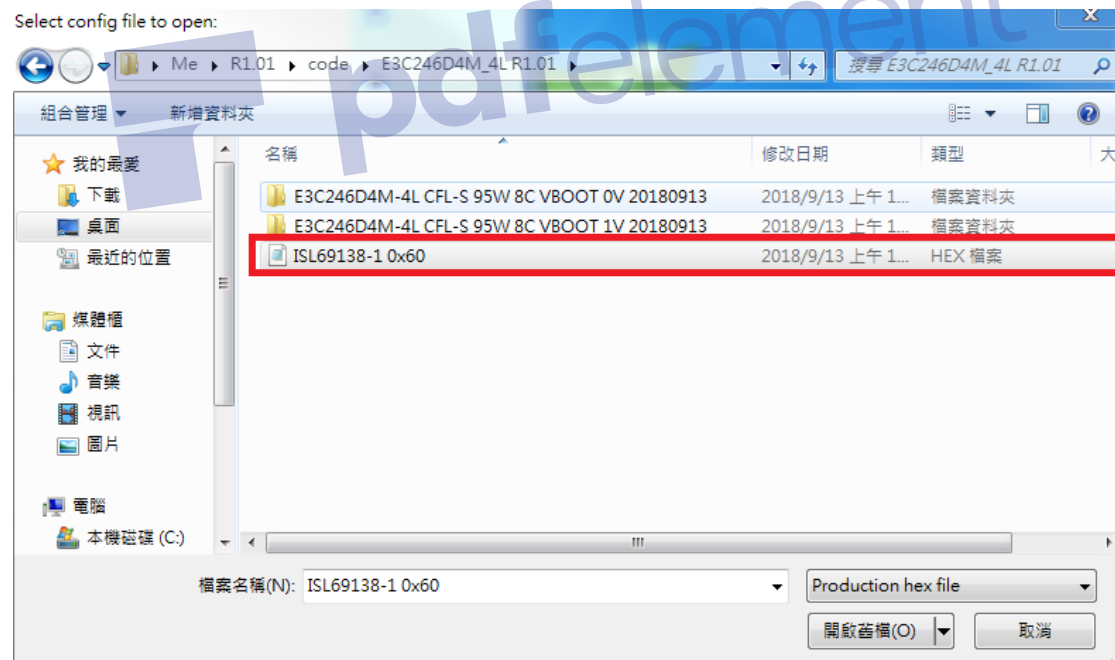 Select config file to open:
pdfelement
Me ▸ R1.01 ▸ code ▸ E3C246D4M_4L R1.01 ▸
搜尋 E3C246D4M_4L R1.01
組合管理 新增資料夾
名稱 修改日期 類型 大
我的最愛
下載
桌面
最近的位置
媒體櫃
文件
音樂
視訊
圖片
電腦
本機磁碟 (C:)
E3C246D4M-4L CFL-S 95W 8C VBOOT 0V 20180913 2018/9/13 上午 1... 檔案資料夾
E3C246D4M-4L CFL-S 95W 8C VBOOT 1V 20180913 2018/9/13 上午 1... 檔案資料夾
ISL69138-1 0x60 2018/9/13 上午 1... HEX 檔案
檔案名稱(N): ISL69138-1 0x60 Production hex file
開啟舊檔(O) 取消